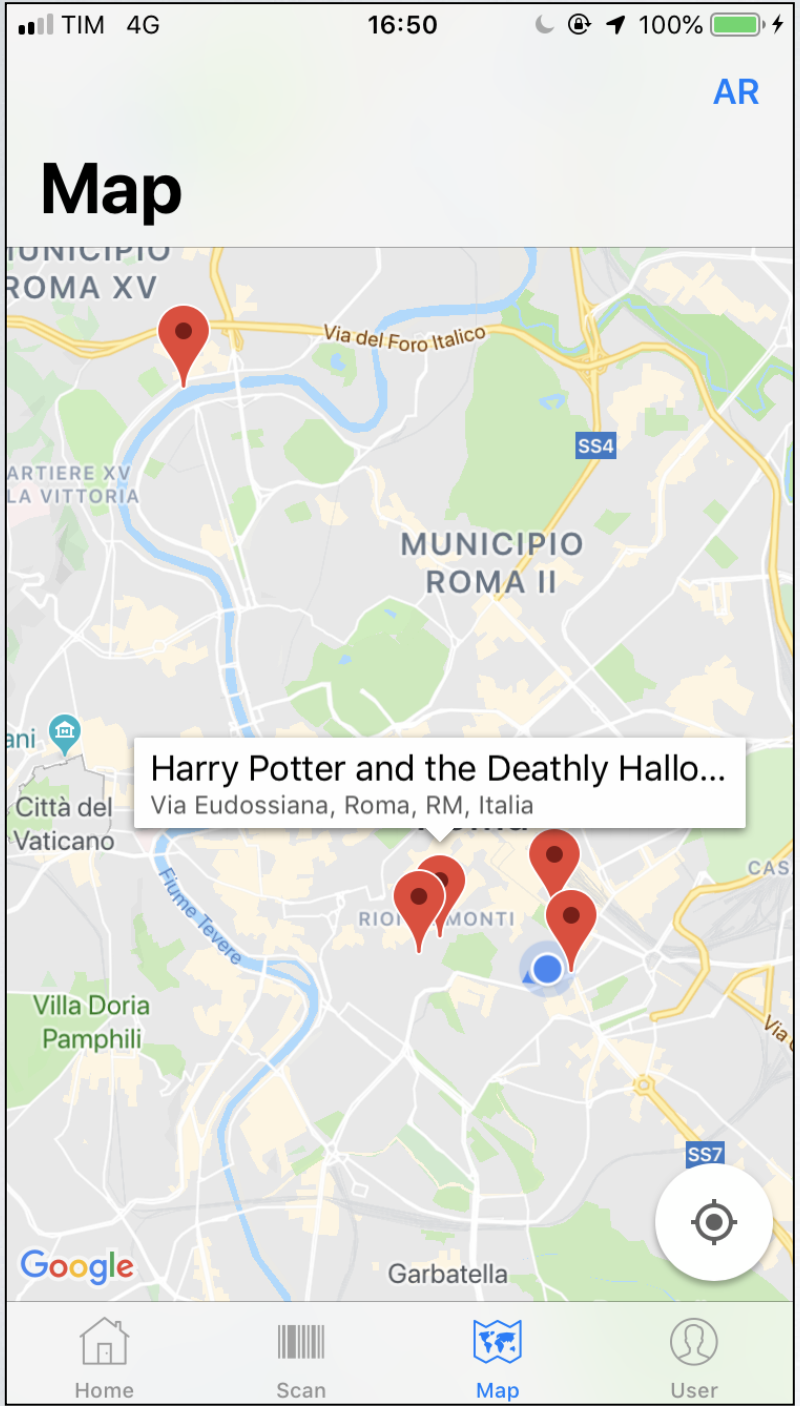 TIM 4G 16:50 100%
AR
Map
MUNICIPIO
ROMA XV
Via del Foro Italico
SS4
ARTIERE XV
LA VITTORIA
MUNICIPIO
ROMA II
ani
Harry Potter and the Deathly Hallo...
Via Eudossiana, Roma, RM, Italia
Città del
Vaticano
Roma
CAS
RIO MONTI
Fiume Tevere
Villa Doria
Pamphili
Via
SS7
Google
Garbatella
Home Scan Map User